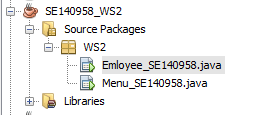 SE140958_WS2
Source Packages
WS2
Emloyee_SE140958.java
Menu_SE140958.java
Libraries